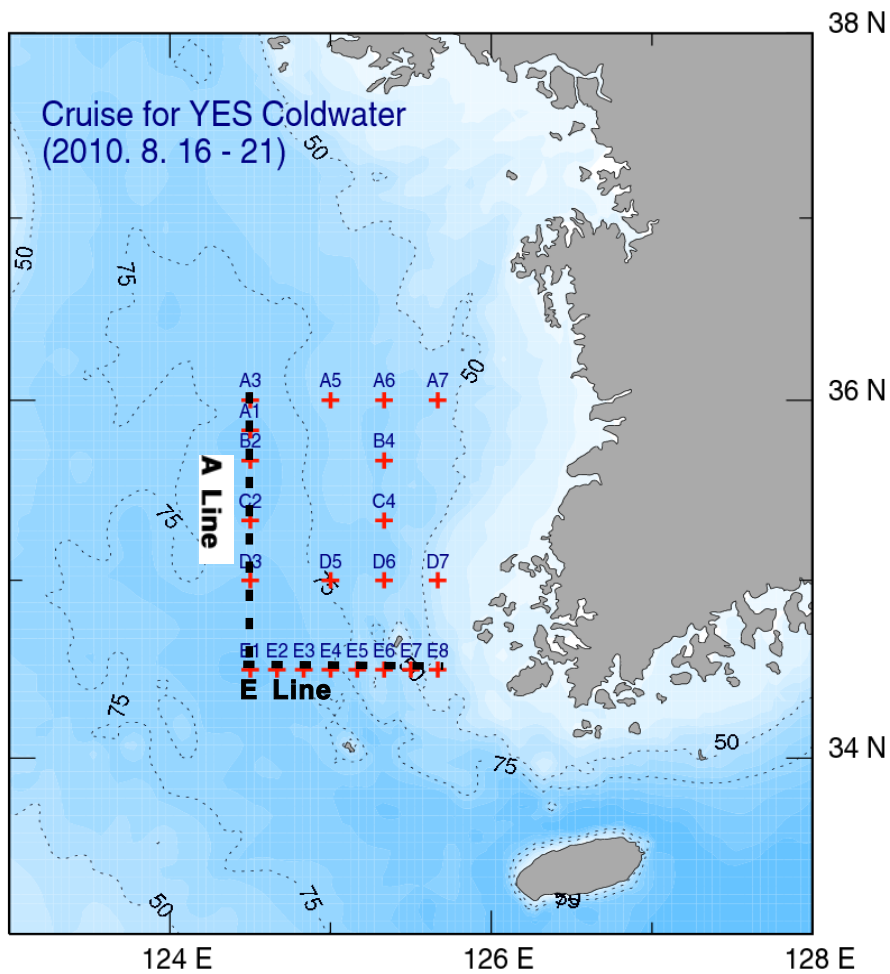 38 N
Cruise for YES Coldwater
(2010. 8. 16 - 21)
50
50
75
50
A3 A5 A6 A7
36 N
A1
B2 B4
A Line
75
C2 C4
D3 D5 D6 D7
75
E1 E2 E3 E4 E5 E6 E7 E8
50
E Line
75
50
75
34 N
50
75
124 E 126 E 128 E